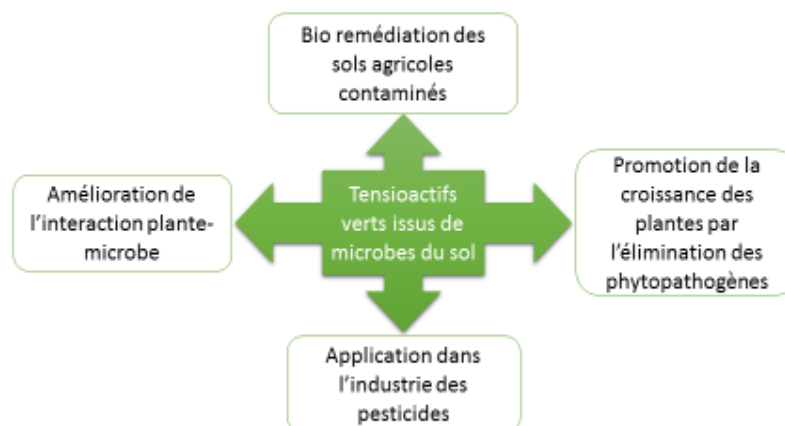 Bio remédiation des
sols agricoles
contaminés
Amélioration de
l'interaction plante-
microbe
Tensioactifs
verts issus de
microbes du sol
Promotion de la
croissance des
plantes par
l'élimination des
phytopathogènes
Application dans
l'industrie des
pesticides